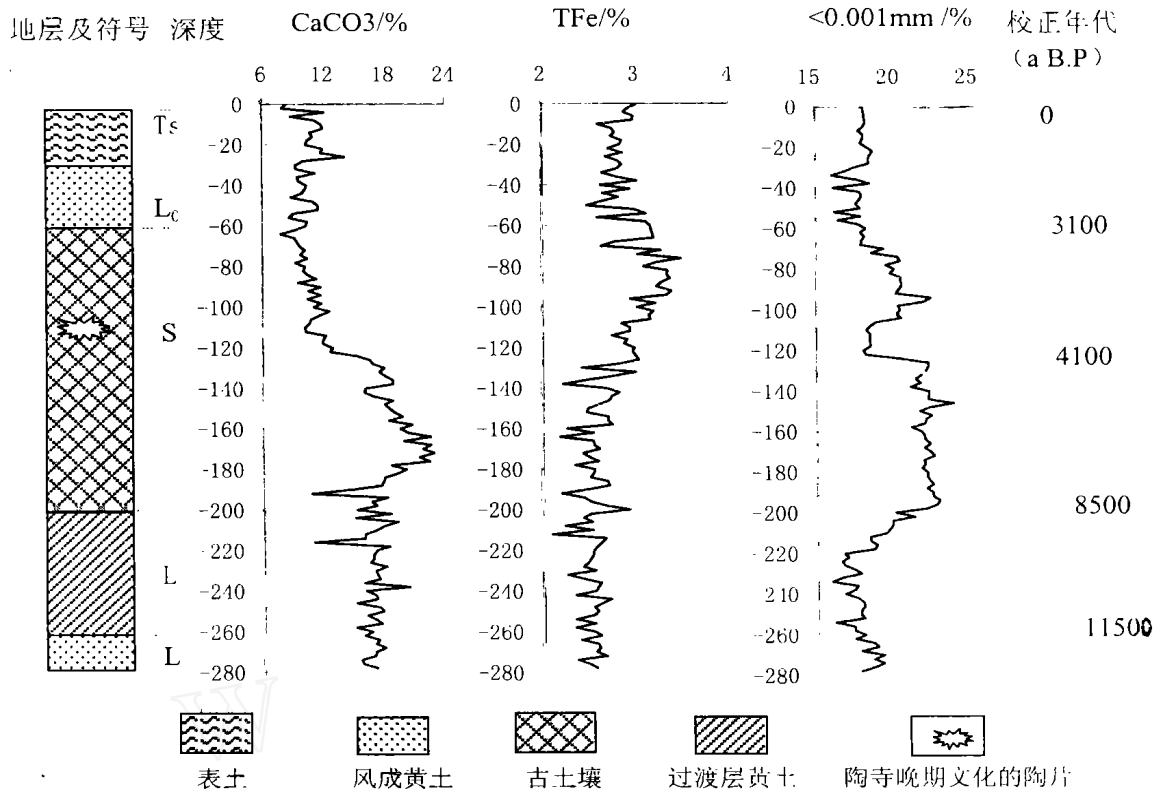 地层及符号 深度 CaCO3/% TFe/% <0.001mm /% 校正年代
(a B.P)
6 12 18 24 2 3 4 15 20 25
0 0 0 0
Ts
-20 -20 -20
-40 -40 -40
L0
-60 -60 -60 3100
-80 -80 -80
-100 -100 -100
S
-120 -120 -120 4100
-140 -140 -140
-160 -160 -160
-180 -180 -180
-200 -200 -200 8500
-220 -220 -220
L
-240 -240 210
-260 -260 -260 11500
L
-280 -280 -280
表土 风成黄土 古土壤 过渡层黄土 陶寺晚期文化的陶片